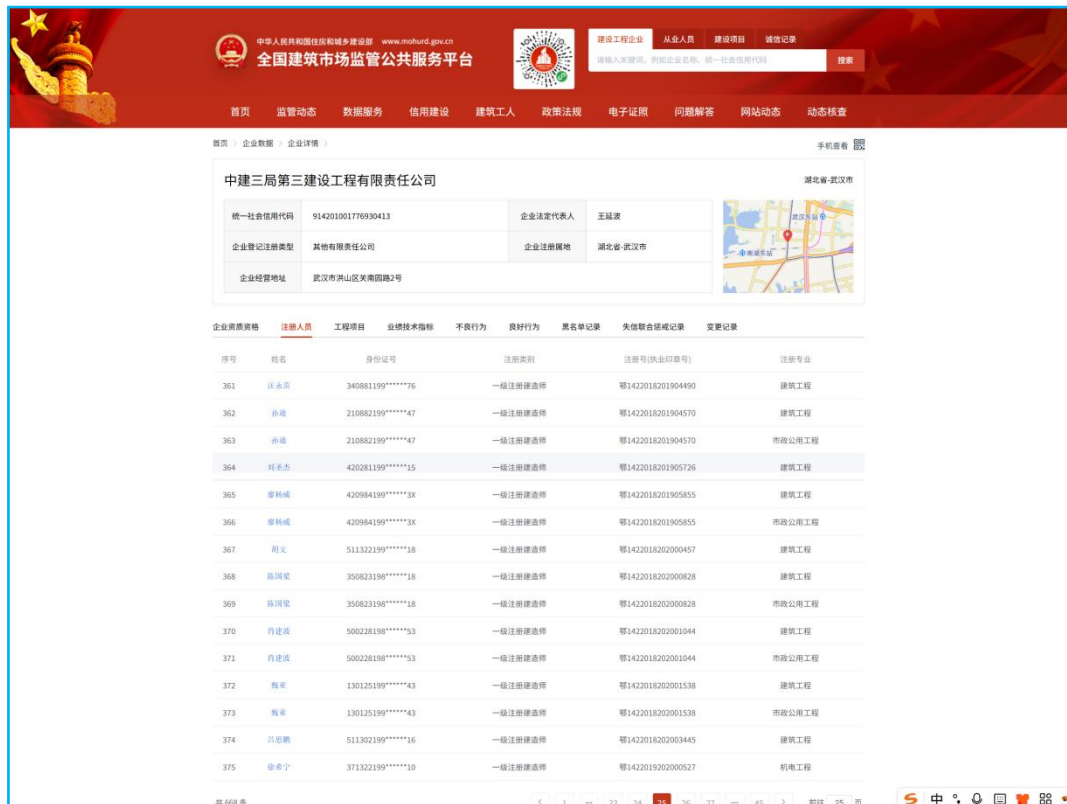 中华人民共和国住房和城乡建设部 www.mohurd.gov.cn
全国建筑市场监管公共服务平台
建设工程企业 从业人员 建设项目 诚信记录
请输入关键词，例如企业名称、统一社会信用代码 搜索
首页 监管动态 数据服务 信用建设 建筑工人 政策法规 电子证照 问题解答 网站动态 动态核查
首页 > 企业数据 > 企业详情 > 手机查看
中建三局第三建设工程有限责任公司 湖北省-武汉市
统一社会信用代码 914201001776930413 企业法定代表人 王延波
企业登记注册类型 其他有限责任公司 企业注册属地 湖北省-武汉市
企业经营地址 武汉市洪山区关南园路2号
武汉东站
南湖东站
企业资质资格 注册人员 工程项目 业绩技术指标 不良行为 良好行为 黑名单记录 失信联合惩戒记录 变更记录
序号 姓名 身份证号 注册类别 注册号(执业印章号) 注册专业
361 汪永苗 340881199******76 一级注册建造师 鄂1422018201904490 建筑工程
362 孙雄 210882199******47 一级注册建造师 鄂1422018201904570 建筑工程
363 孙雄 210882199******47 一级注册建造师 鄂1422018201904570 市政公用工程
364 刘圣杰 420281199******15 一级注册建造师 鄂1422018201905726 建筑工程
365 廖杨威 420984199******3X 一级注册建造师 鄂1422018201905855 建筑工程
366 廖杨威 420984199******3X 一级注册建造师 鄂1422018201905855 市政公用工程
367 胡文 511322199******18 一级注册建造师 鄂1422018202000457 建筑工程
368 陈国梁 350823198******18 一级注册建造师 鄂1422018202000828 建筑工程
369 陈国梁 350823198******18 一级注册建造师 鄂1422018202000828 市政公用工程
370 肖建波 500228198******53 一级注册建造师 鄂1422018202001044 建筑工程
371 肖建波 500228198******53 一级注册建造师 鄂1422018202001044 市政公用工程
372 130125199******43 一级注册建造师 鄂1422018202001538 建筑工程
373 130125199******43 一级注册建造师 鄂1422018202001538 市政公用工程
374 吕思鹏 511302199******16 一级注册建造师 鄂1422018202003445 建筑工程
375 徐希宁 371322199******10 一级注册建造师 鄂1422019202000527 机电工程
共 668 条 < 1 ••• 23 24 25 26 27 ••• 45 > 前往 25 页
中